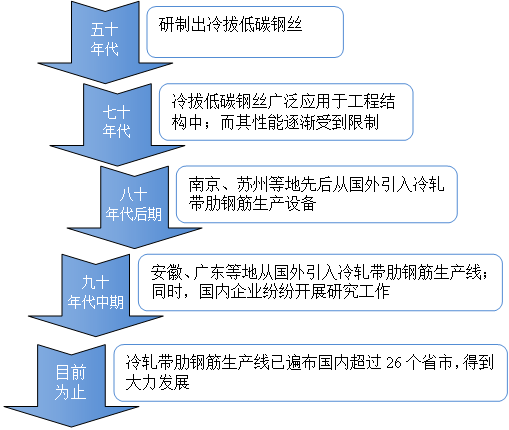 五十
年代
研制出冷拔低碳钢丝
七十
年代
冷拔低碳钢丝广泛应用于工程结
构中；而其性能逐渐受到限制
八十
年代后期
南京、苏州等地先后从国外引入冷轧
带肋钢筋生产设备
九十
年代中期
安徽、广东等地从国外引入冷轧带肋钢筋生产线；
同时，国内企业纷纷开展研究工作
目前
为止
冷轧带肋钢筋生产线已遍布国内超过 26 个省市，得到
大力发展